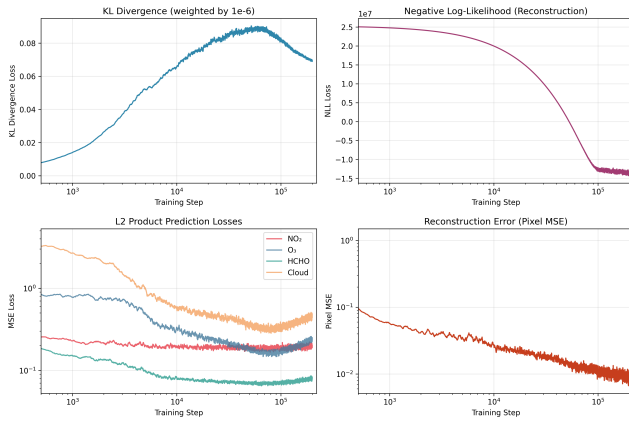 KL Divergence (weighted by 1e-6)
KL Divergence Loss
0.08
0.06
0.04
0.02
0.00
10³
10⁴
10⁵
Training Step
Negative Log-Likelihood (Reconstruction)
1e7
NLL Loss
2.5
2.0
1.5
1.0
0.5
0.0
-0.5
-1.0
-1.5
10³
10⁴
10⁵
Training Step
L2 Product Prediction Losses
MSE Loss
10⁰
10⁻¹
NO₂
O₃
HCHO
Cloud
10³
10⁴
10⁵
Training Step
Reconstruction Error (Pixel MSE)
Pixel MSE
10⁰
10⁻¹
10⁻²
10³
10⁴
10⁵
Training Step